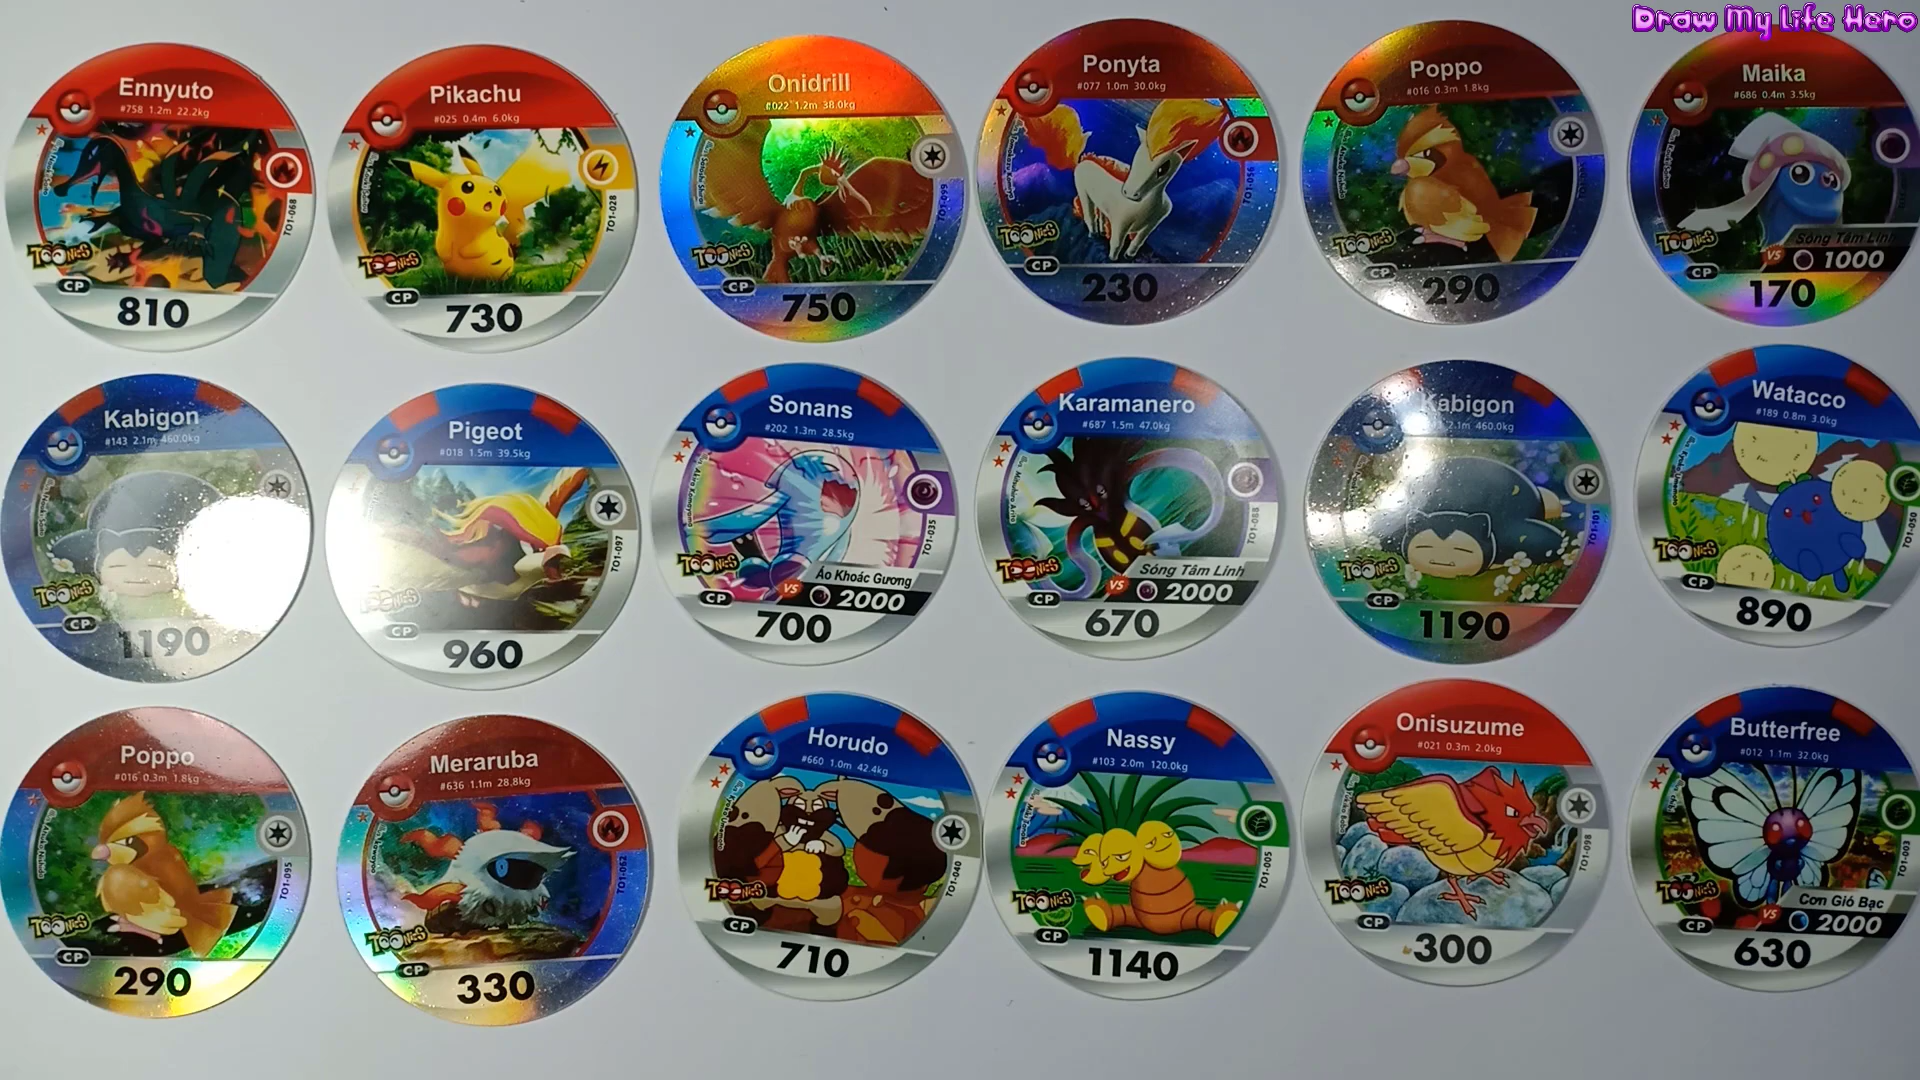 Draw My Life Hero
Ennyuto
#758 1.2m 22.2kg
TO1-068
TOONIES
CP
810
Pikachu
#025 0.4m 6.0kg
TO1-028
TOONIES
CP
730
Onidrill
#022 1.2m 38.0kg
TO1-099
TOONIES
CP
750
Ponyta
#077 1.0m 30.0kg
TO1-056
TOONIES
CP
230
Poppo
#016 0.3m 1.8kg
TOONIES
CP
290
Maika
#686 0.4m 3.5kg
TOONIES
Sóng Tâm Linh
VS 1000
CP
170
Kabigon
#143 2.1m 460.0kg
TOONIES
CP
1190
Pigeot
#018 1.5m 39.5kg
TO1-097
TOONIES
CP
960
Sonans
#202 1.3m 28.5kg
TO1-035
TOONIES
Áo Khoác Gương
VS 2000
CP
700
Karamanero
#687 1.5m 47.0kg
TO1-088
TOONIES
Sóng Tâm Linh
VS 2000
CP
670
Kabigon
2.1m 460.0kg
TO1-101
TOONIES
CP
1190
Watacco
#189 0.8m 3.0kg
TO1-050
TOONIES
CP
890
Poppo
#016 0.3m 1.8kg
TO1-095
TOONIES
CP
290
Meraruba
#636 1.1m 28.8kg
TO1-062
TOONIES
CP
330
Horudo
#660 1.0m 42.4kg
TO1-040
TOONIES
CP
710
Nassy
#103 2.0m 120.0kg
TO1-005
TOONIES
CP
1140
Onisuzume
#021 0.3m 2.0kg
TO1-098
TOONIES
CP
300
Butterfree
#012 1.1m 32.0kg
TO1-003
TOONIES
Cơn Gió Bạc
VS 2000
CP
630